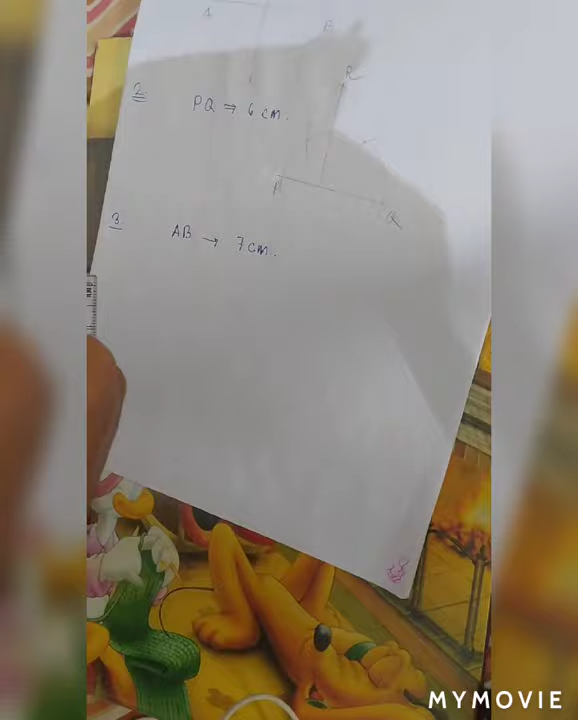 A
B
R
2. PQ ⇒ 6 cm.
P
Q
3. AB → 7 cm.
MYMOVIE